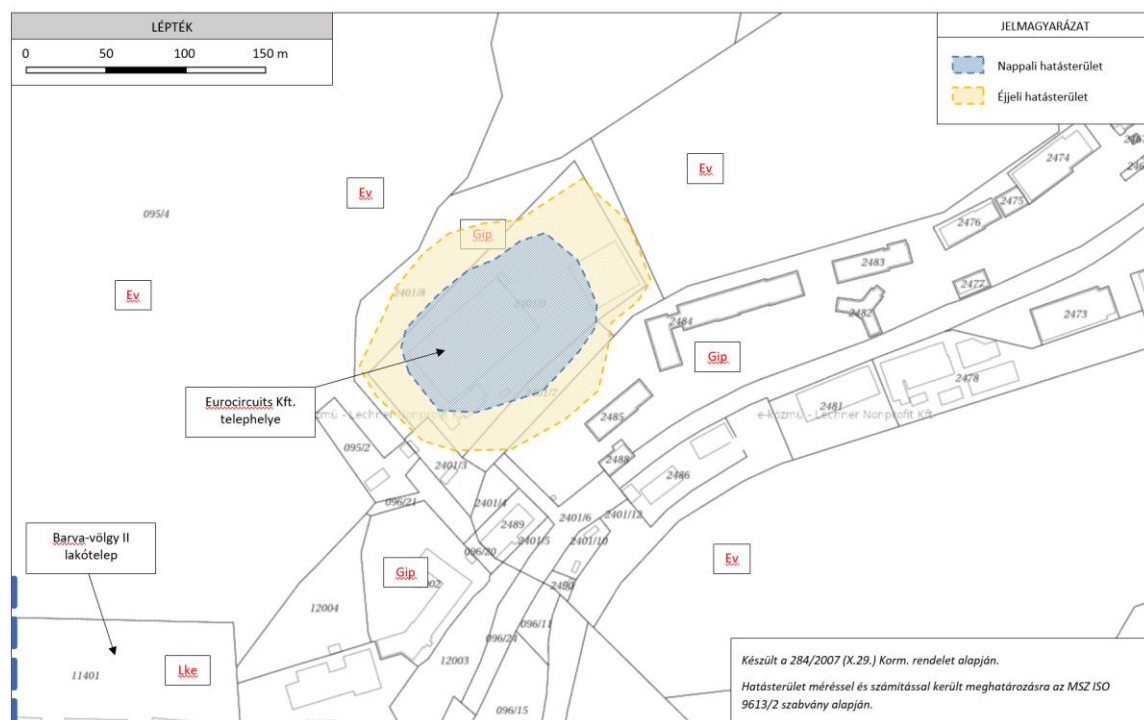 LÉPTÉK
0 50 100 150 m
JELMAGYARÁZAT
Nappali hatásterület
Éjjeli hatásterület
2474
2475
2476
Ev
Ev
095/4
Gip
2483
2477
Ev
2401/8
2401/9
2482
2473
2484
Gip
2478
Eurocircuits Kft.
telephelye
2401/7
2481
e-közmű - Lechner Nonprofit Kft.
2485
095/2
2488
2401/3
2486
096/21
2401/4
2401/6
2401/12
2489
2401/5
2401/10
Barva-völgy II
lakótelep
096/20
Ev
Gip
2490
12004
096/11
096/24
12003
11401
Lke
096/15
Készült a 284/2007 (X.29.) Korm. rendelet alapján.
Hatásterület méréssel és számítással került meghatározásra az MSZ ISO
9613/2 szabvány alapján.